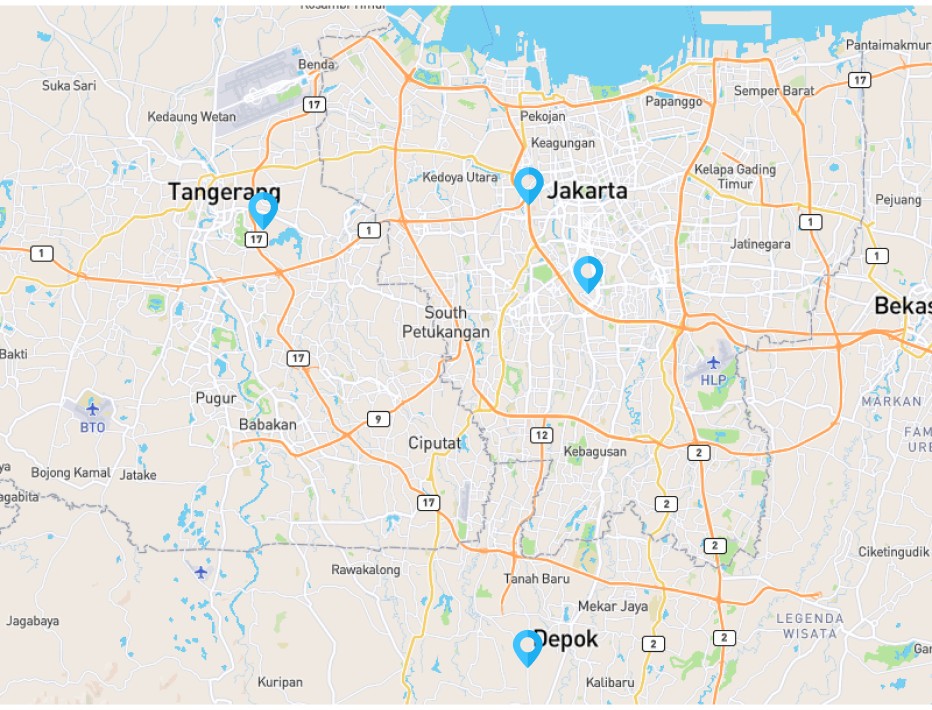 Kosambi Timur
Benda
Suka Sari
Kedaung Wetan
17
Pantaimakmur
17
Semper Barat
Papanggo
Pekojan
Keagungan
Kedoya Utara
Kelapa Gading
Timur
Tangerang
Jakarta
Pejuang
17
1
1
1
1
Jatinegara
South
Petukangan
Bekas
Bakti
17
HLP
Pugur
BTO
MARKAN
9
Babakan
Ciputat
12
Kebagusan
2
FAM
URB
ya
Bojong Kamal
Jatake
agabita
17
2
2
Ciketingudik
Rawakalong
Tanah Baru
Mekar Jaya
LEGENDA
WISATA
Jagabaya
Depok
2
2
Kuripan
Kalibaru